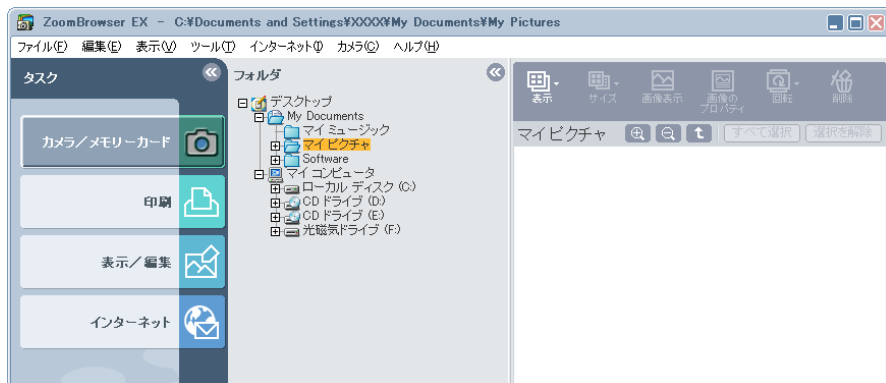 ZoomBrowser EX - C:¥Documents and Settings¥XXXX¥My Documents¥My Pictures
ファイル(F) 編集(E) 表示(V) ツール(T) インターネット(I) カメラ(C) ヘルプ(H)
タスク
カメラ/メモリーカード
印刷
表示/編集
インターネット
フォルダ
デスクトップ
My Documents
マイ ミュージック
マイ ピクチャ
Software
マイ コンピュータ
ローカル ディスク (C:)
CD ドライブ (D:)
CD ドライブ (E:)
光磁気ドライブ (F:)
表示 サイズ 画像表示 画像のプロパティ 回転 削除
マイ ピクチャ すべて選択 選択を解除